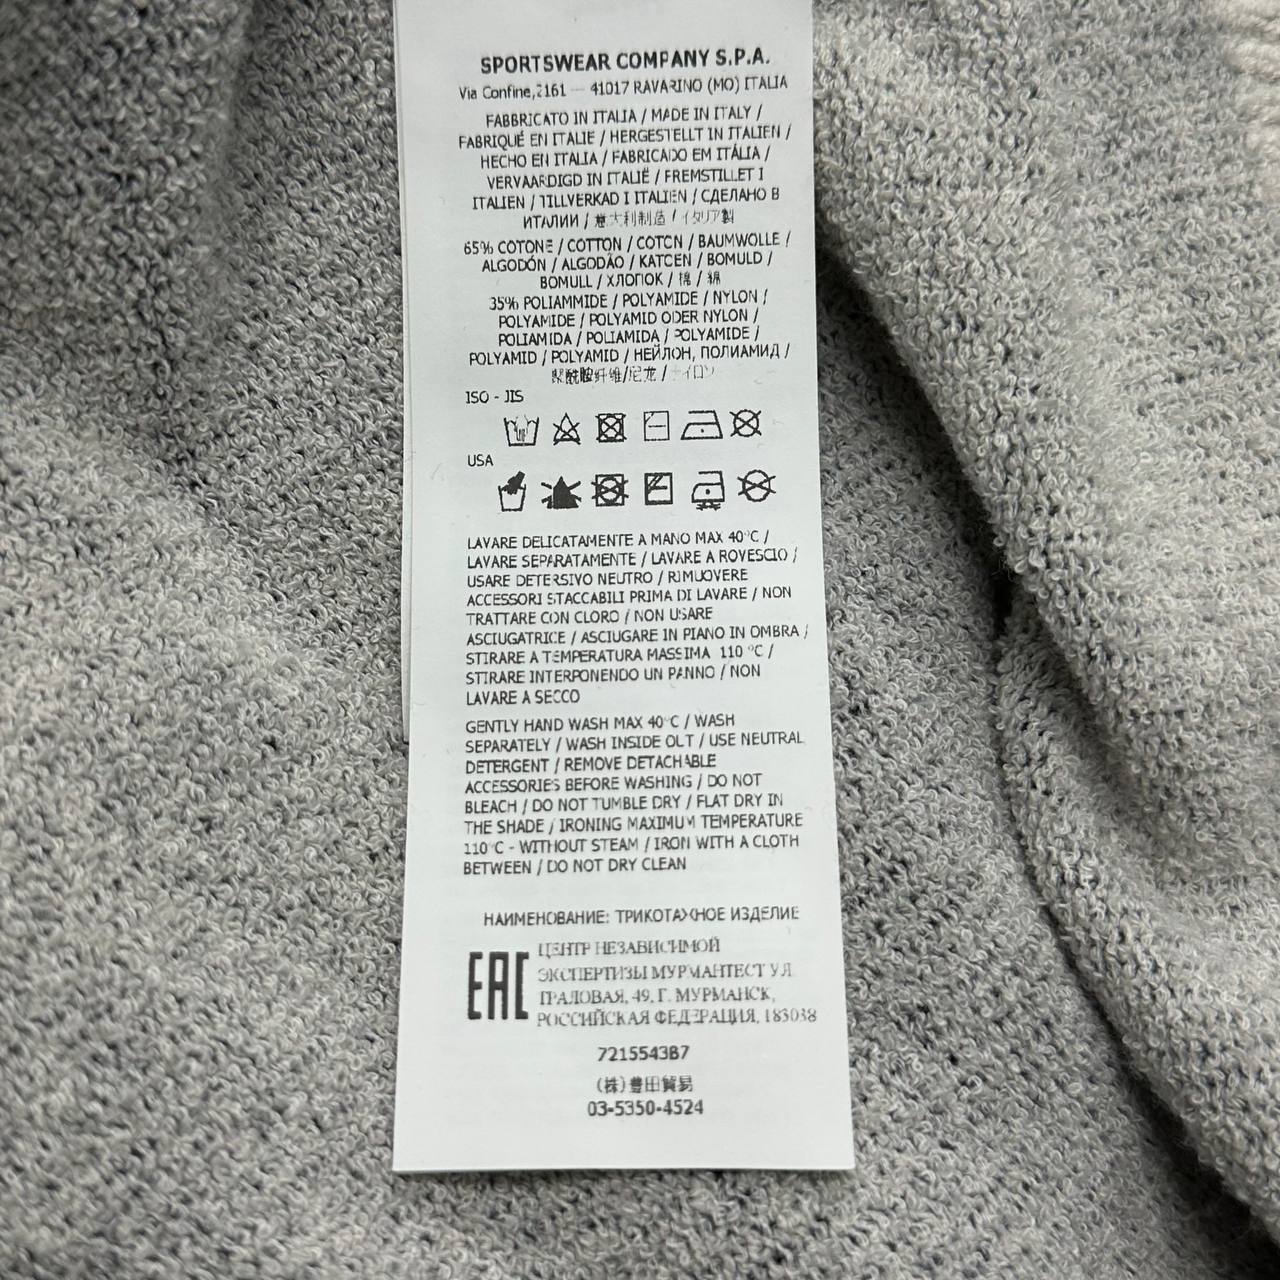 SPORTSWEAR COMPANY S.P.A.
Via Confine,2161 — 41017 RAVARINO (MO) ITALIA
FABBRICATO IN ITALIA / MADE IN ITALY /
FABRIQUÉ EN ITALIE / HERGESTELLT IN ITALIEN /
HECHO EN ITALIA / FABRICADO EM ITÁLIA /
VERVAARDIGD IN ITALIË / FREMSTILLET I
ITALIEN / TILLVERKAD I ITALIEN / СДЕЛАНО В
ИТАЛИИ / 意大利制造 / イタリア製
65% COTONE / COTTON / COTON / BAUMWOLLE /
ALGODÓN / ALGODÃO / KATOEN / BOMULD /
BOMULL / ХЛОПОК / 棉 / 綿
35% POLIAMMIDE / POLYAMIDE / NYLON /
POLYAMIDE / POLYAMID ODER NYLON /
POLIAMIDA / POLIAMIDA / POLYAMIDE /
POLYAMID / POLYAMID / НЕЙЛОН, ПОЛИАМИД /
聚酰胺纤维/尼龙 / ナイロン
ISO - JIS
USA
LAVARE DELICATAMENTE A MANO MAX 40°C /
LAVARE SEPARATAMENTE / LAVARE A ROVESCIO /
USARE DETERSIVO NEUTRO / RIMUOVERE
ACCESSORI STACCABILI PRIMA DI LAVARE / NON
TRATTARE CON CLORO / NON USARE
ASCIUGATRICE / ASCIUGARE IN PIANO IN OMBRA /
STIRARE A TEMPERATURA MASSIMA 110 °C /
STIRARE INTERPONENDO UN PANNO / NON
LAVARE A SECCO
GENTLY HAND WASH MAX 40°C / WASH
SEPARATELY / WASH INSIDE OUT / USE NEUTRAL
DETERGENT / REMOVE DETACHABLE
ACCESSORIES BEFORE WASHING / DO NOT
BLEACH / DO NOT TUMBLE DRY / FLAT DRY IN
THE SHADE / IRONING MAXIMUM TEMPERATURE
110°C - WITHOUT STEAM / IRON WITH A CLOTH
BETWEEN / DO NOT DRY CLEAN
НАИМЕНОВАНИЕ: ТРИКОТАЖНОЕ ИЗДЕЛИЕ
EAC
ЦЕНТР НЕЗАВИСИМОЙ
ЭКСПЕРТИЗЫ МУРМАНТЕСТ УЛ.
ТРАЛОВАЯ, 49, Г. МУРМАНСК,
РОССИЙСКАЯ ФЕДЕРАЦИЯ, 183038
7215543B7
(株)豊田貿易
03-5350-4524